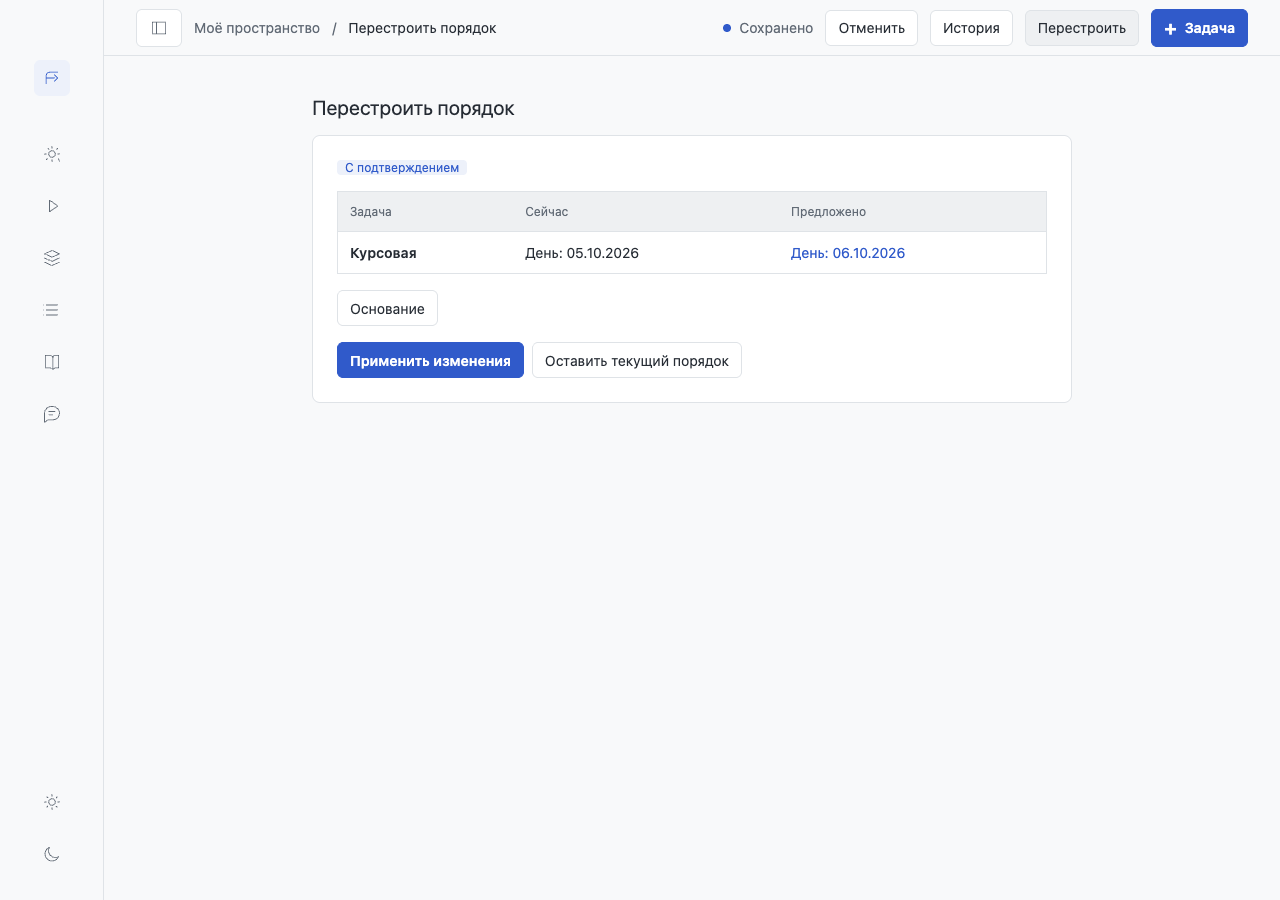 Моё пространство / Перестроить порядок
Сохранено
Отменить
История
Перестроить
+ Задача
Перестроить порядок
С подтверждением
Задача Сейчас Предложено
Курсовая День: 05.10.2026 День: 06.10.2026
Основание
Применить изменения
Оставить текущий порядок